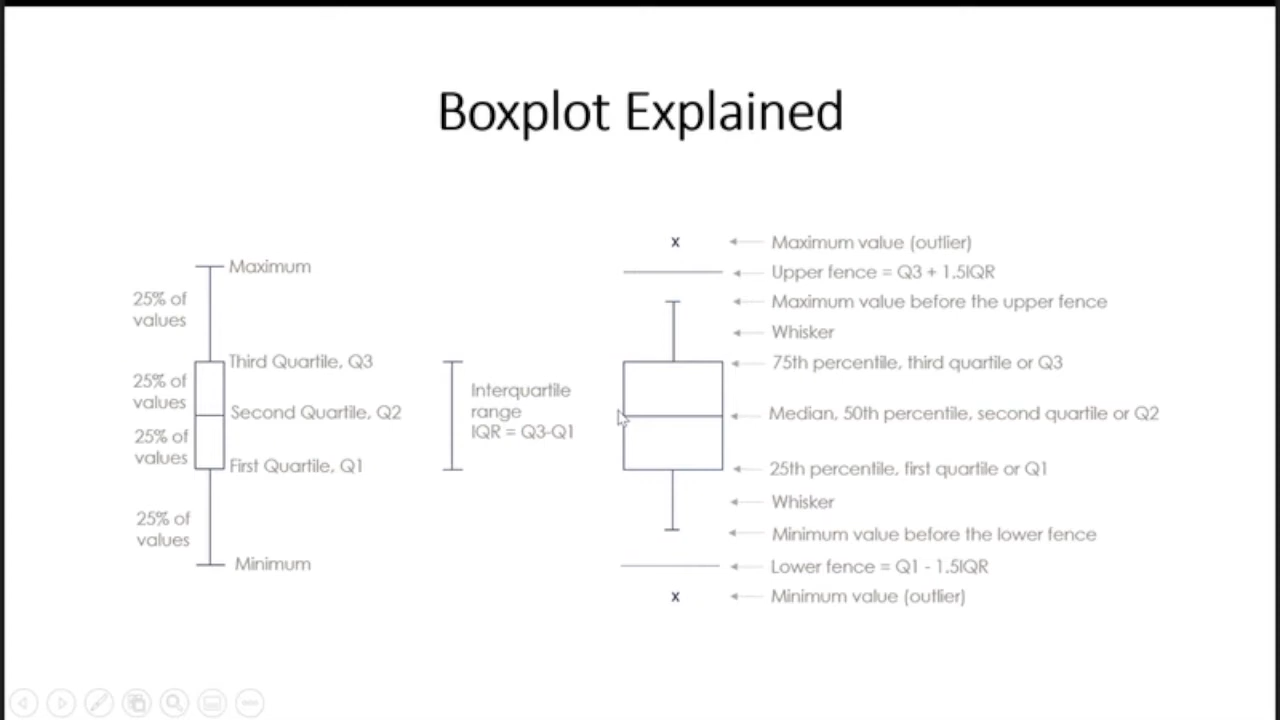 Boxplot Explained
Maximum
25% of
values
Third Quartile, Q3
25% of
values
Second Quartile, Q2
25% of
values
First Quartile, Q1
25% of
values
Minimum
Interquartile
range
IQR = Q3-Q1
x
Maximum value (outlier)
Upper fence = Q3 + 1.5IQR
Maximum value before the upper fence
Whisker
75th percentile, third quartile or Q3
Median, 50th percentile, second quartile or Q2
25th percentile, first quartile or Q1
Whisker
Minimum value before the lower fence
Lower fence = Q1 - 1.5IQR
x
Minimum value (outlier)